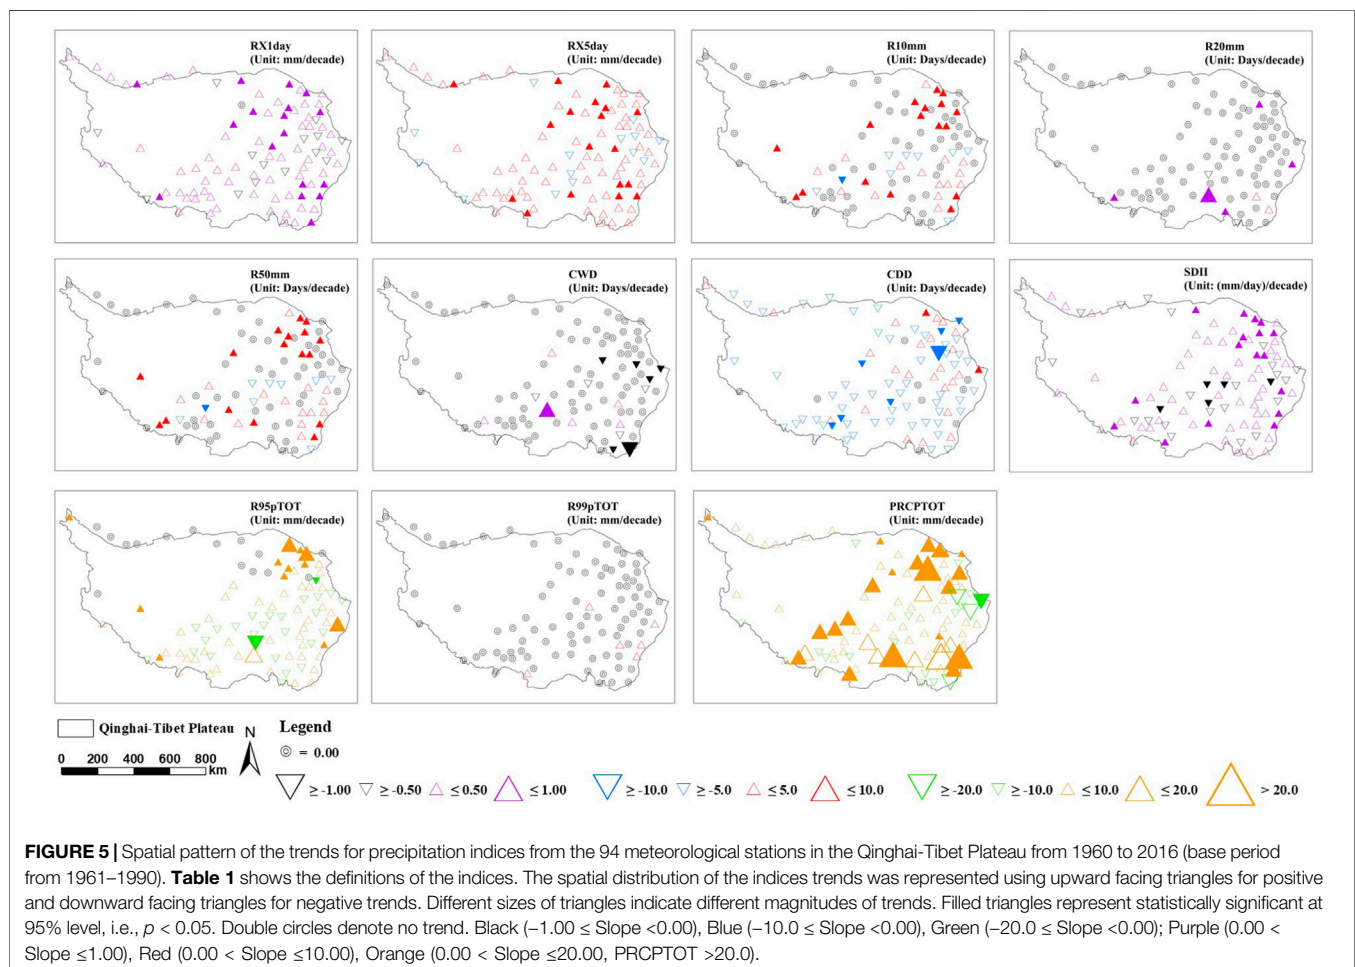 RX1day
(Unit: mm/decade)
RX5day
(Unit: mm/decade)
R10mm
(Unit: Days/decade)
R20mm
(Unit: Days/decade)
R50mm
(Unit: Days/decade)
CWD
(Unit: Days/decade)
CDD
(Unit: Days/decade)
SDII
(Unit: (mm/day)/decade)
R95pTOT
(Unit: mm/decade)
R99pTOT
(Unit: mm/decade)
PRCPTOT
(Unit: mm/decade)
Qinghai-Tibet Plateau N Legend
= 0.00
0 200 400 600 800
km
≥ -1.00 ≥ -0.50 ≤ 0.50 ≤ 1.00 ≥ -10.0 ≥ -5.0 ≤ 5.0 ≤ 10.0 ≥ -20.0 ≥ -10.0 ≤ 10.0 ≤ 20.0 > 20.0
FIGURE 5 | Spatial pattern of the trends for precipitation indices from the 94 meteorological stations in the Qinghai-Tibet Plateau from 1960 to 2016 (base period
from 1961–1990). Table 1 shows the definitions of the indices. The spatial distribution of the indices trends was represented using upward facing triangles for positive
and downward facing triangles for negative trends. Different sizes of triangles indicate different magnitudes of trends. Filled triangles represent statistically significant at
95% level, i.e., p < 0.05. Double circles denote no trend. Black (−1.00 ≤ Slope <0.00), Blue (−10.0 ≤ Slope <0.00), Green (−20.0 ≤ Slope <0.00); Purple (0.00 <
Slope ≤1.00), Red (0.00 < Slope ≤10.00), Orange (0.00 < Slope ≤20.00, PRCPTOT >20.0).